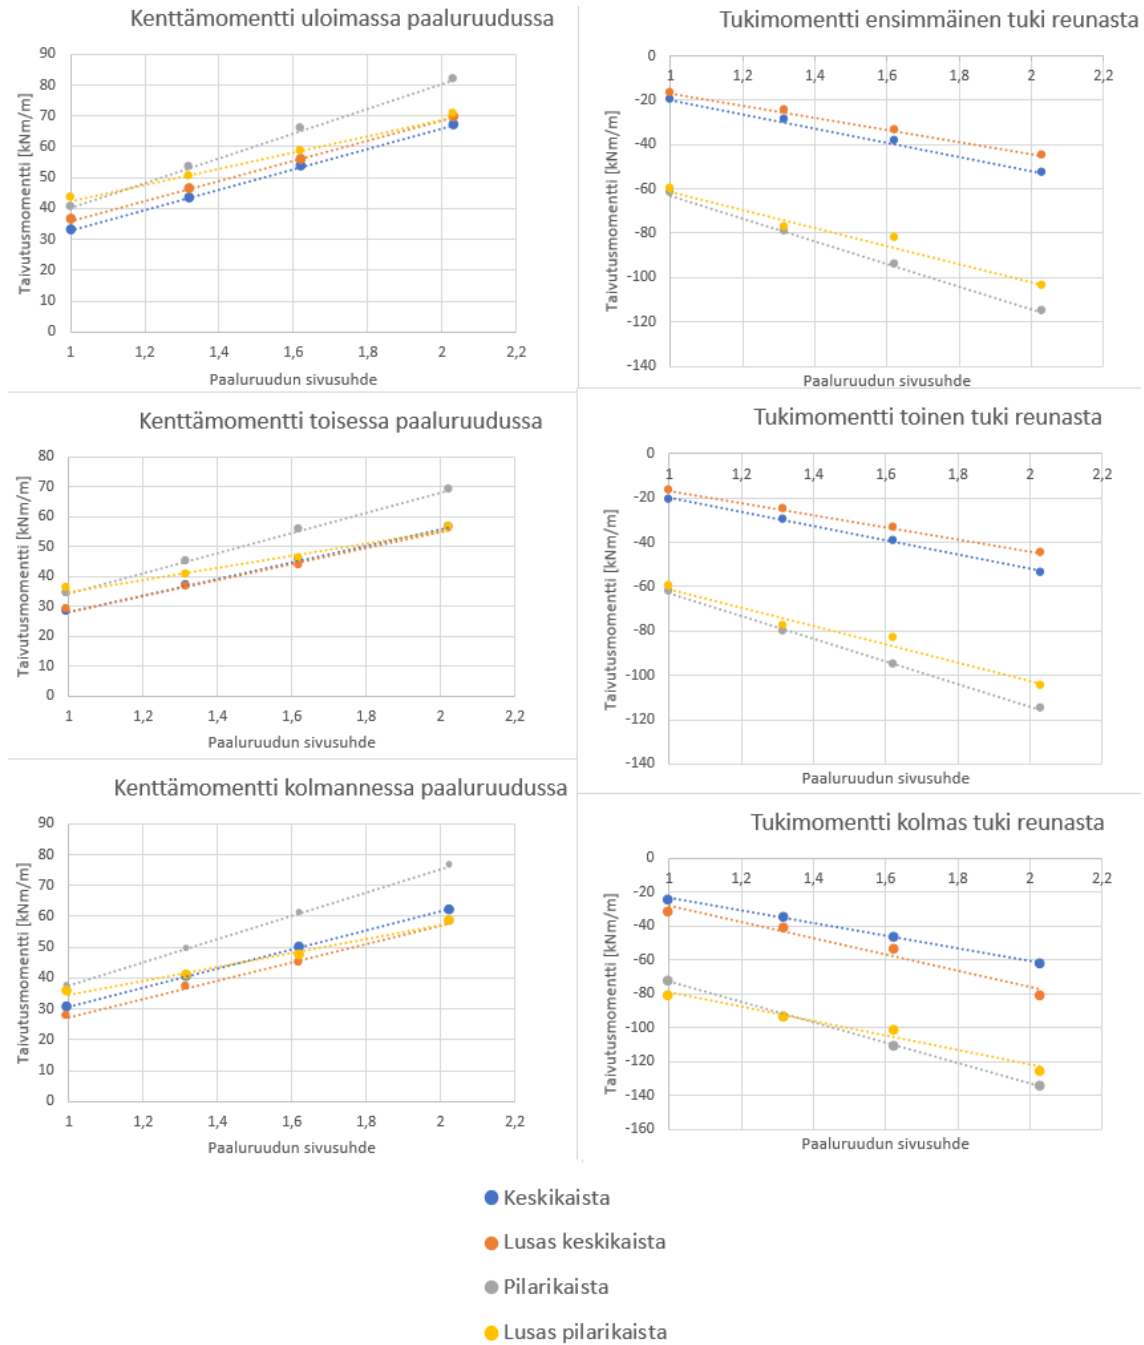 Kenttämomentti uloimassa paaluruudussa
Taivutusmomentti [kNm/m]
90
80
70
60
50
40
30
20
10
0
1 1,2 1,4 1,6 1,8 2 2,2
Paaluruudun sivusuhde
Tukimomentti ensimmäinen tuki reunasta
Taivutusmomentti [kNm/m]
0
1 1,2 1,4 1,6 1,8 2 2,2
-20
-40
-60
-80
-100
-120
-140
Paaluruudun sivusuhde
Kenttämomentti toisessa paaluruudussa
Taivutusmomentti [kNm/m]
80
70
60
50
40
30
20
10
0
1 1,2 1,4 1,6 1,8 2 2,2
Paaluruudun sivusuhde
Tukimomentti toinen tuki reunasta
Taivutusmomentti [kNm/m]
0
1 1,2 1,4 1,6 1,8 2 2,2
-20
-40
-60
-80
-100
-120
-140
Paaluruudun sivusuhde
Kenttämomentti kolmannessa paaluruudussa
Taivutusmomentti [kNm/m]
90
80
70
60
50
40
30
20
10
0
1 1,2 1,4 1,6 1,8 2 2,2
Paaluruudun sivusuhde
Tukimomentti kolmas tuki reunasta
Taivutusmomentti [kNm/m]
0
1 1,2 1,4 1,6 1,8 2 2,2
-20
-40
-60
-80
-100
-120
-140
-160
Paaluruudun sivusuhde
Keskikaista
Lusas keskikaista
Pilarikaista
Lusas pilarikaista